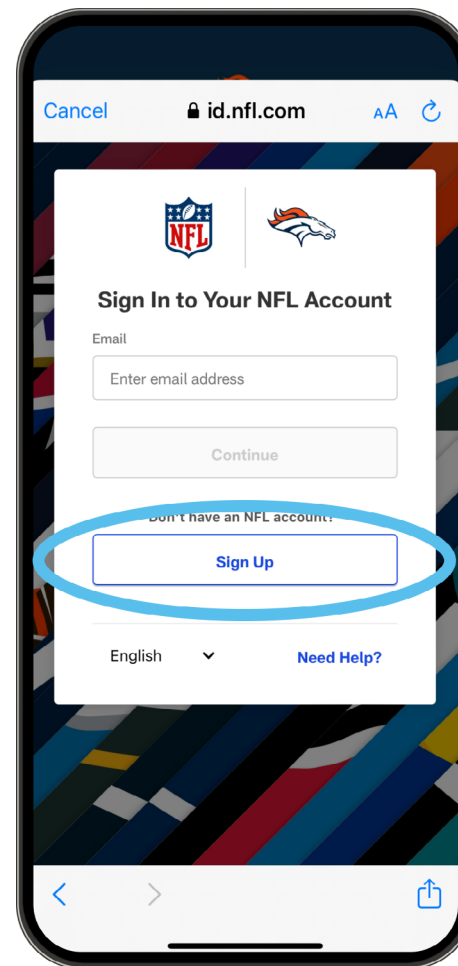 Cancel
id.nfl.com
AA
NFL
Sign In to Your NFL Account
Email
Enter email address
Continue
Don't have an NFL account?
Sign Up
English
Need Help?